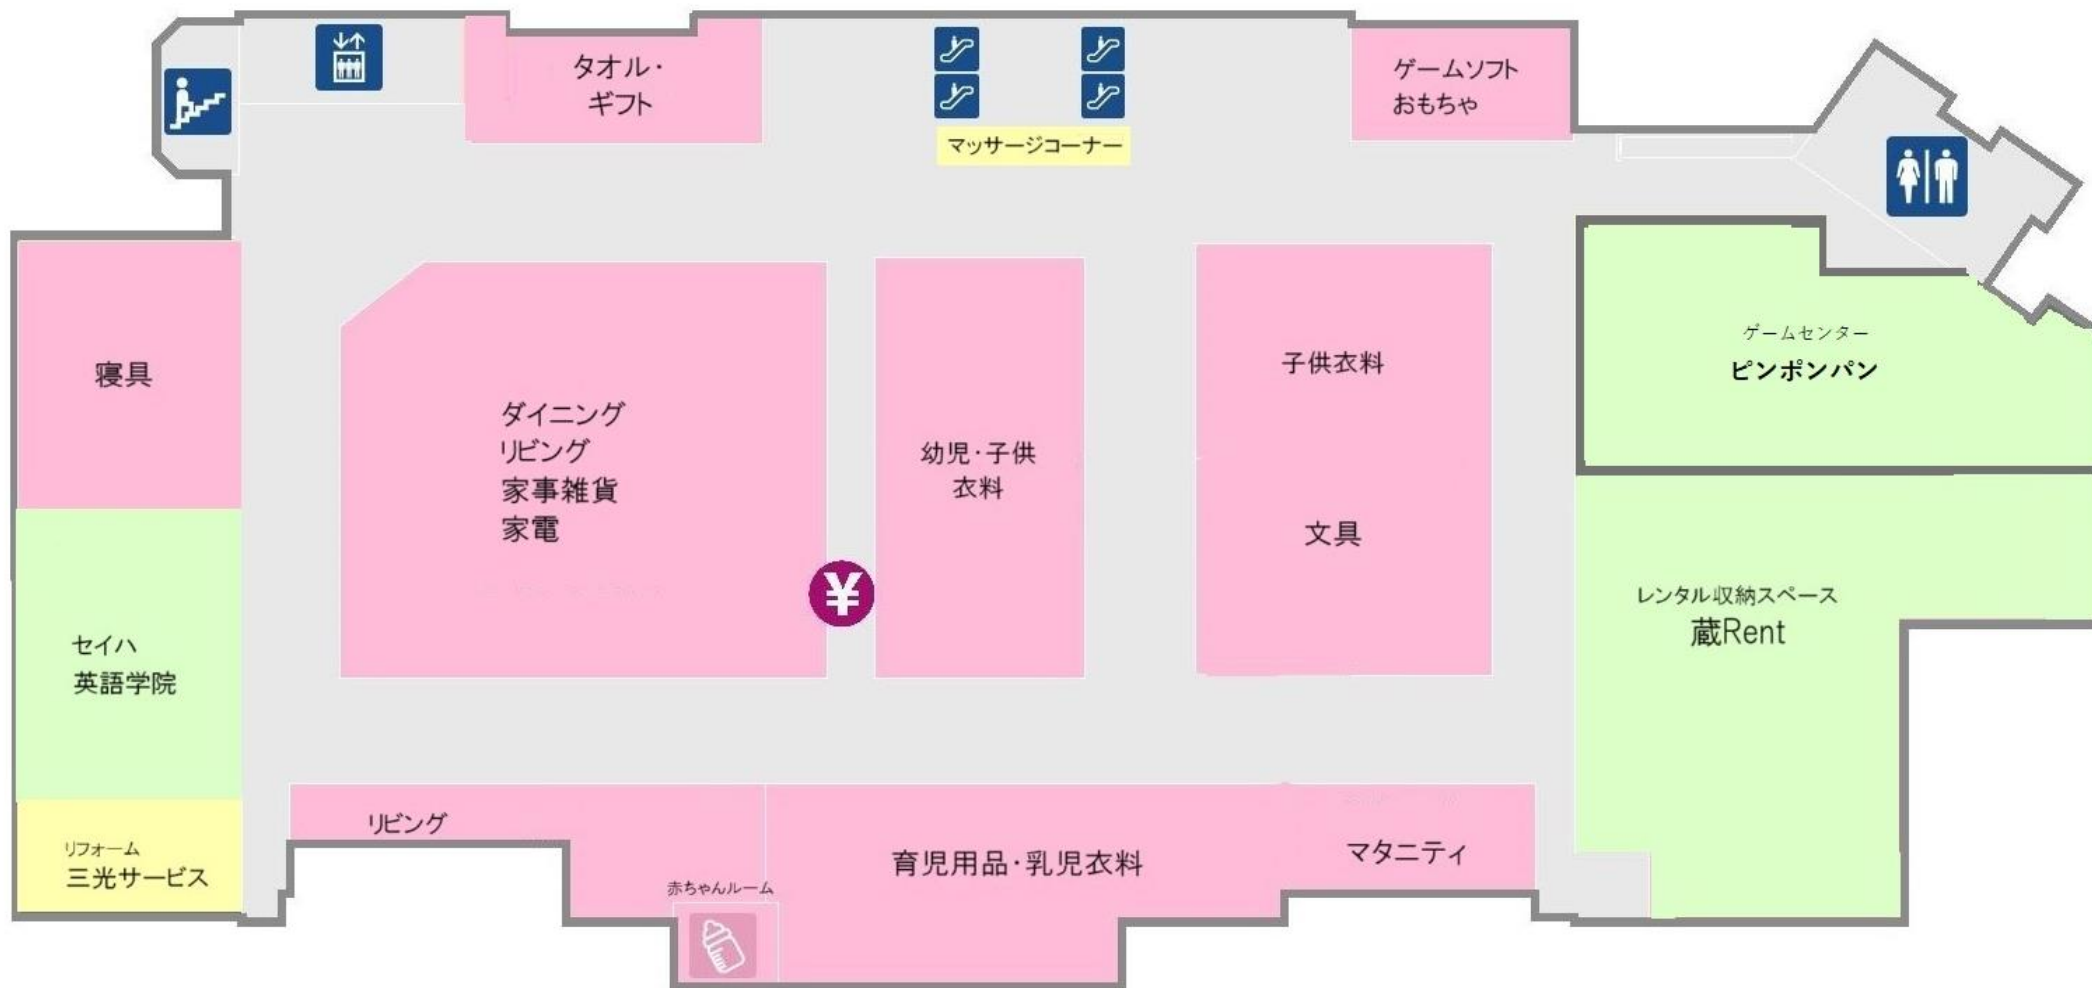 タオル・
ギフト
ゲームソフト
おもちゃ
マッサージコーナー
寝具
ダイニング
リビング
家事雑貨
家電
幼児・子供
衣料
子供衣料
文具
ゲームセンター
ピンポンパン
¥
レンタル収納スペース
蔵Rent
セイハ
英語学院
リフォーム
三光サービス
リビング
赤ちゃんルーム
育児用品・乳児衣料
マタニティ